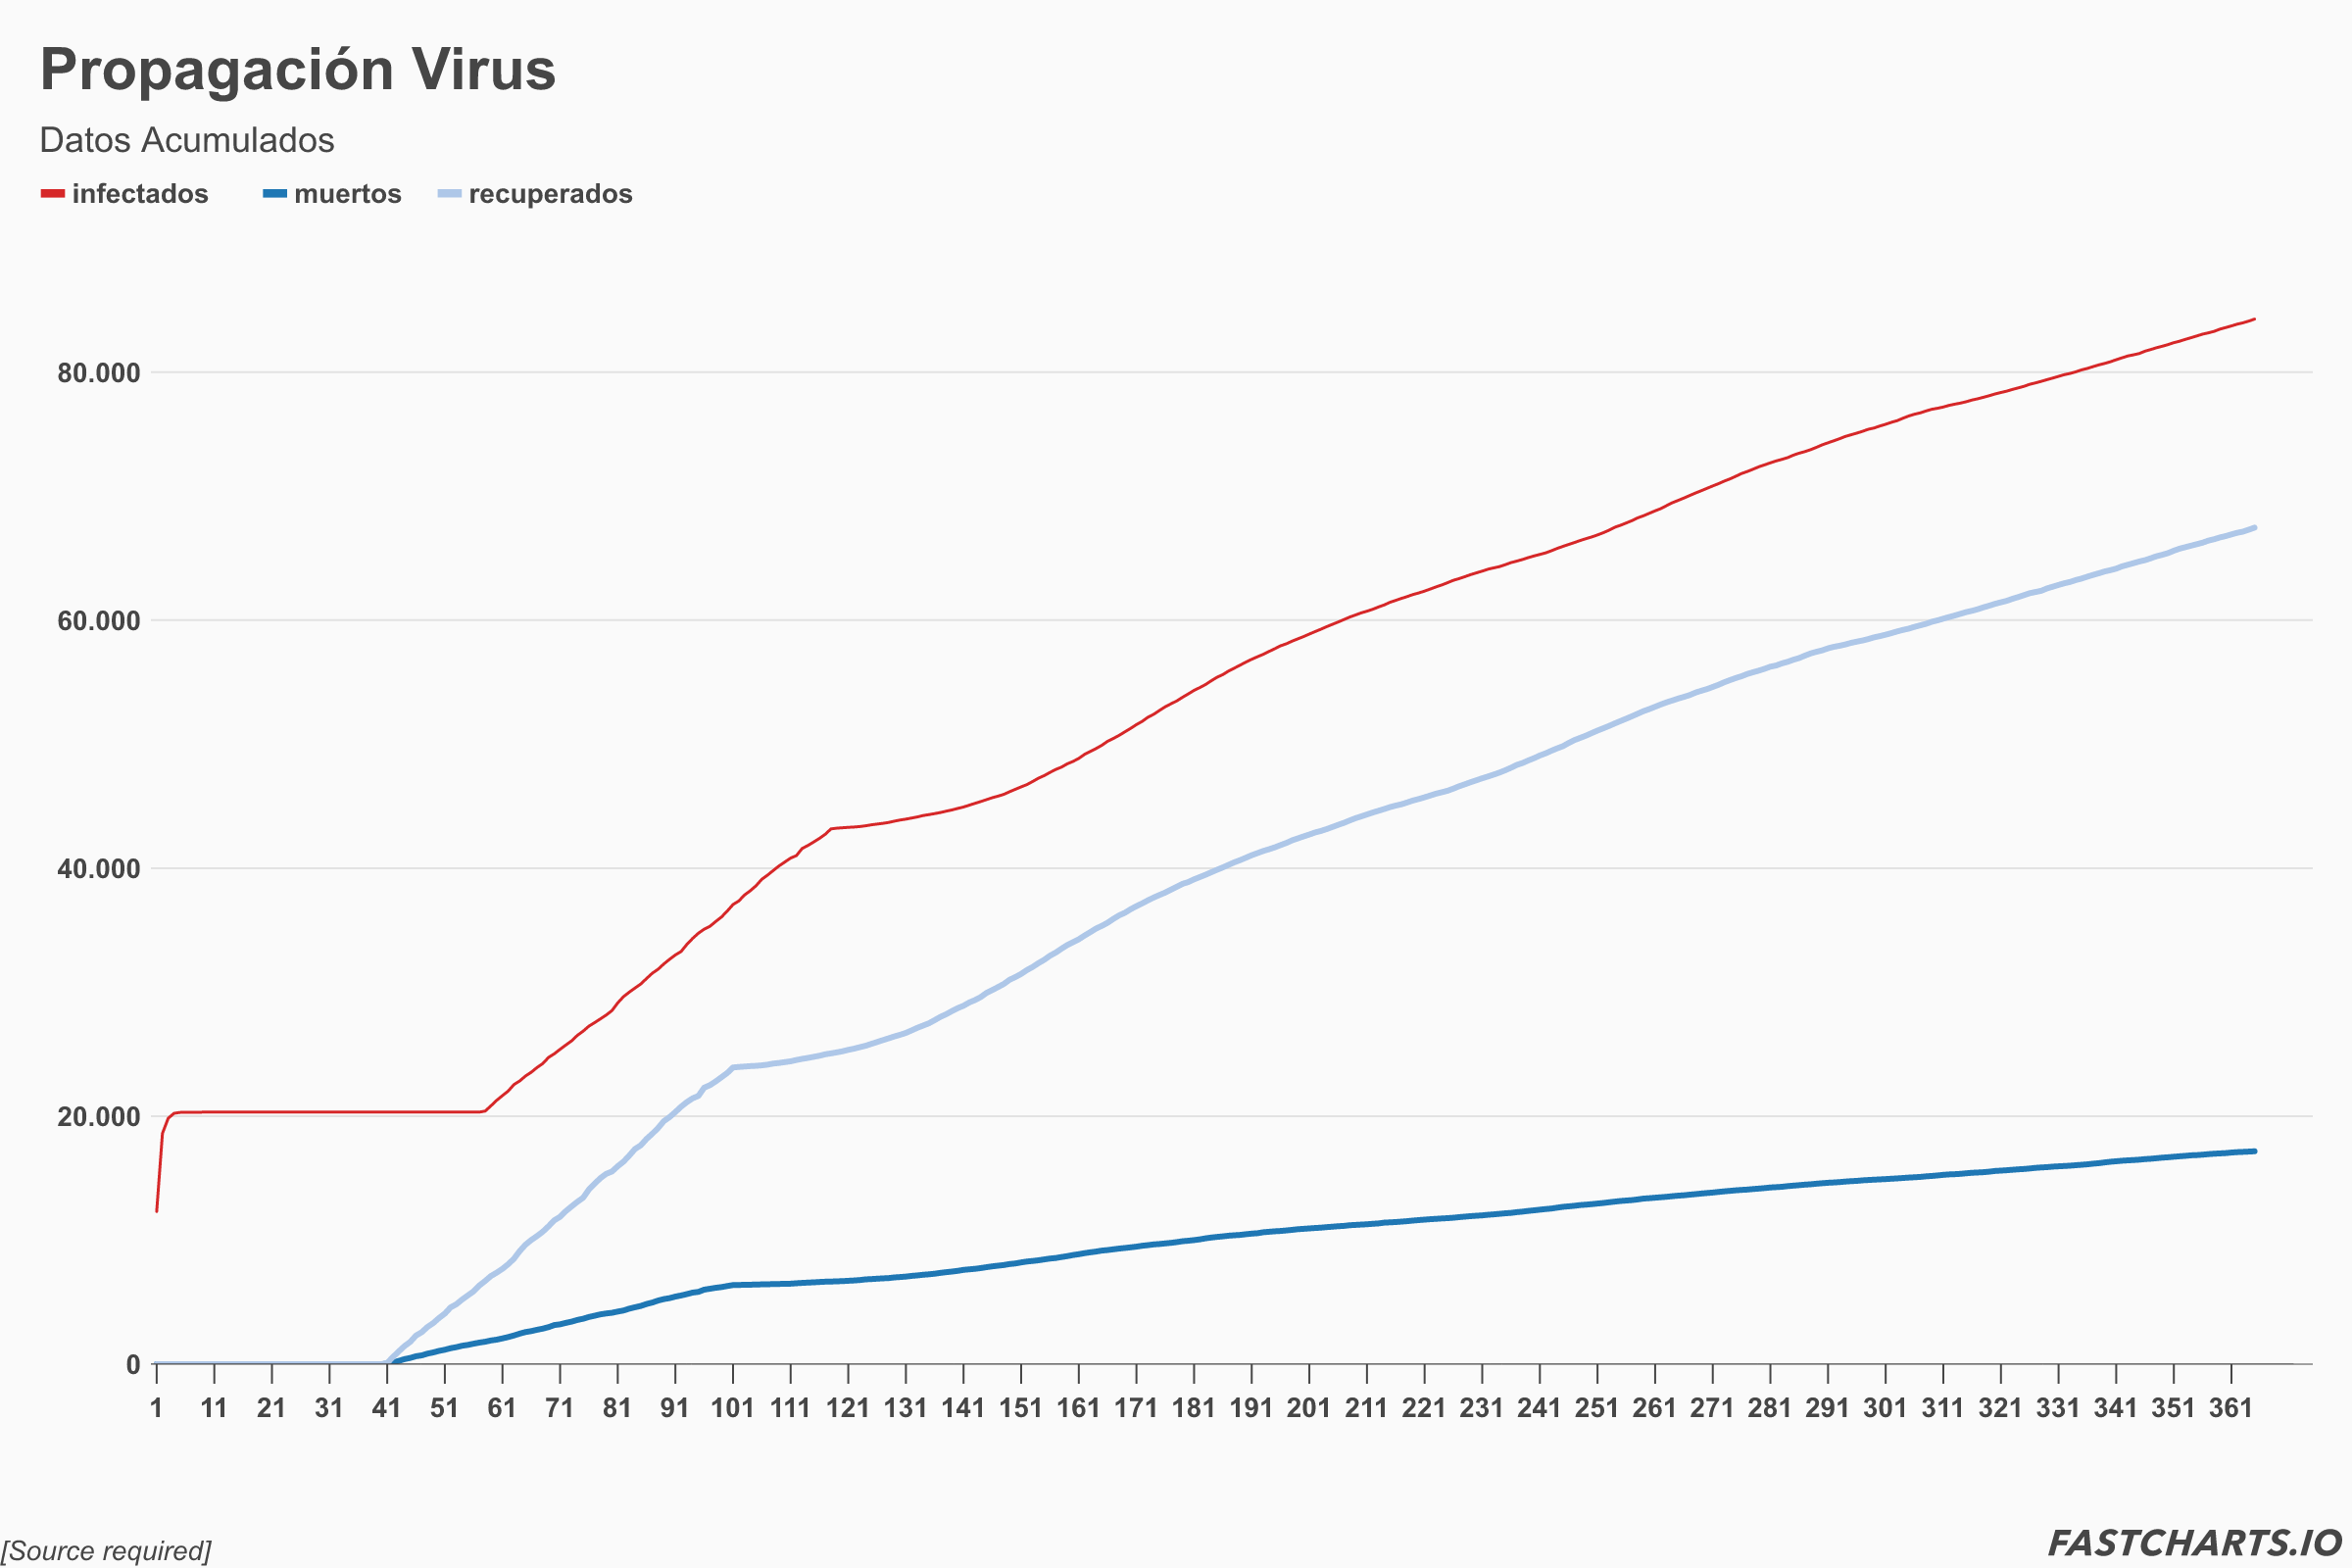 Propagación Virus
Datos Acumulados
infectados muertos recuperados
80.000
60.000
40.000
20.000
0
1 11 21 31 41 51 61 71 81 91 101 111 121 131 141 151 161 171 181 191 201 211 221 231 241 251 261 271 281 291 301 311 321 331 341 351 361
[Source required] FASTCHARTS.IO